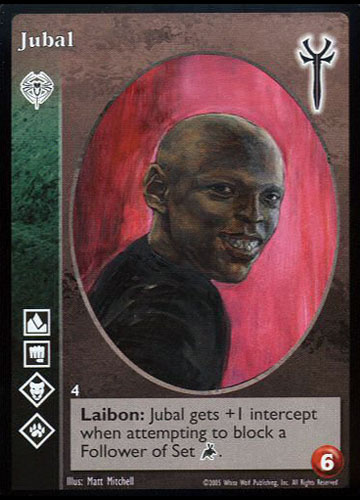 Jubal
4
Laibon: Jubal gets +1 intercept
when attempting to block a
Follower of Set.
6
Illus: Matt Mitchell
©2005 White Wolf Publishing, Inc. All Rights Reserved.